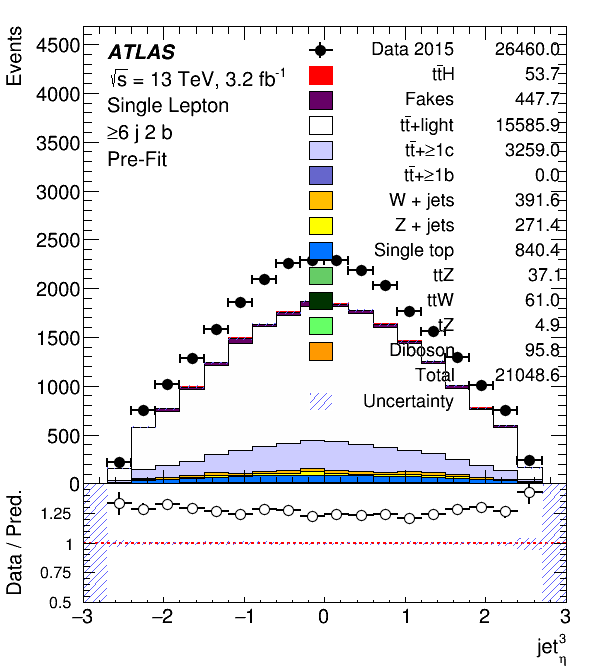 Events
4500
4000
3500
3000
2500
2000
1500
1000
500
0
ATLAS
√s = 13 TeV, 3.2 fb⁻¹
Single Lepton
≥6 j 2 b
Pre-Fit
Data 2015 26460.0
tt̄H 53.7
Fakes 447.7
tt̄+light 15585.9
tt̄+≥1c 3259.0
tt̄+≥1b 0.0
W + jets 391.6
Z + jets 271.4
Single top 840.4
ttZ 37.1
ttW 61.0
tZ 4.9
Diboson 95.8
Total 21048.6
Uncertainty
Data / Pred.
1.25
1
0.75
0.5
−3 −2 −1 0 1 2 3
jet³η